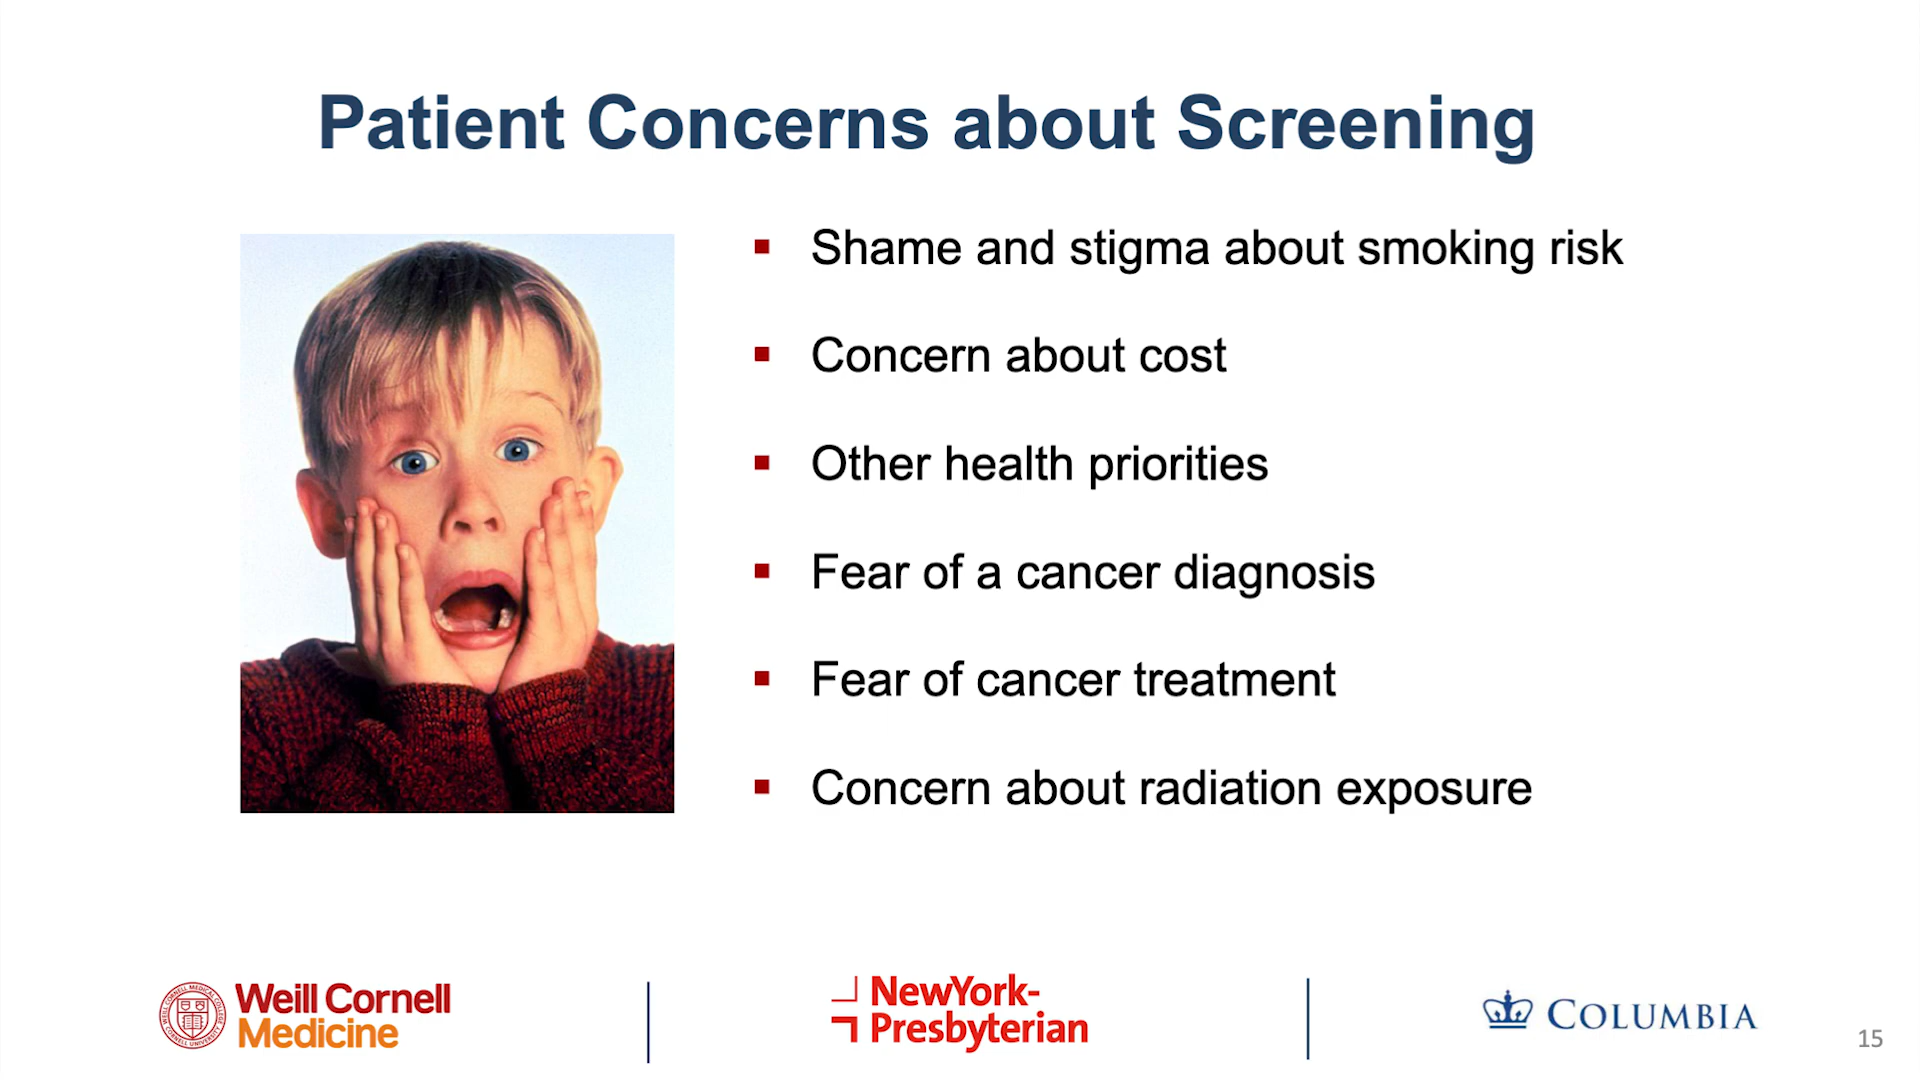 Patient Concerns about Screening
Shame and stigma about smoking risk
Concern about cost
Other health priorities
Fear of a cancer diagnosis
Fear of cancer treatment
Concern about radiation exposure
Weill Cornell
Medicine
NewYork-
Presbyterian
COLUMBIA
15